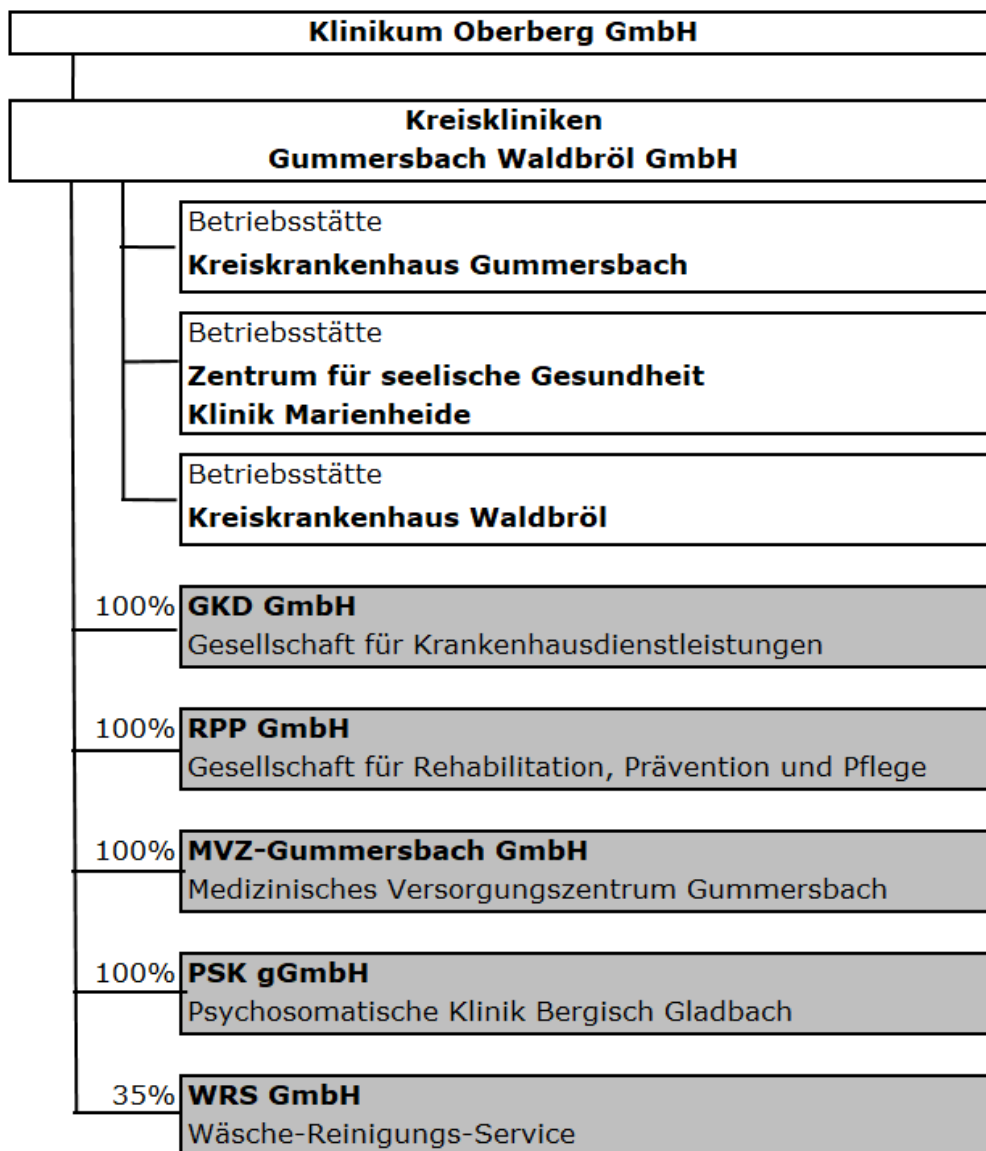 Klinikum Oberberg GmbH
Kreiskliniken
Gummersbach Waldbröl GmbH
Betriebsstätte
Kreiskrankenhaus Gummersbach
Betriebsstätte
Zentrum für seelische Gesundheit
Klinik Marienheide
Betriebsstätte
Kreiskrankenhaus Waldbröl
100% GKD GmbH
Gesellschaft für Krankenhausdienstleistungen
100% RPP GmbH
Gesellschaft für Rehabilitation, Prävention und Pflege
100% MVZ-Gummersbach GmbH
Medizinisches Versorgungszentrum Gummersbach
100% PSK gGmbH
Psychosomatische Klinik Bergisch Gladbach
35% WRS GmbH
Wäsche-Reinigungs-Service